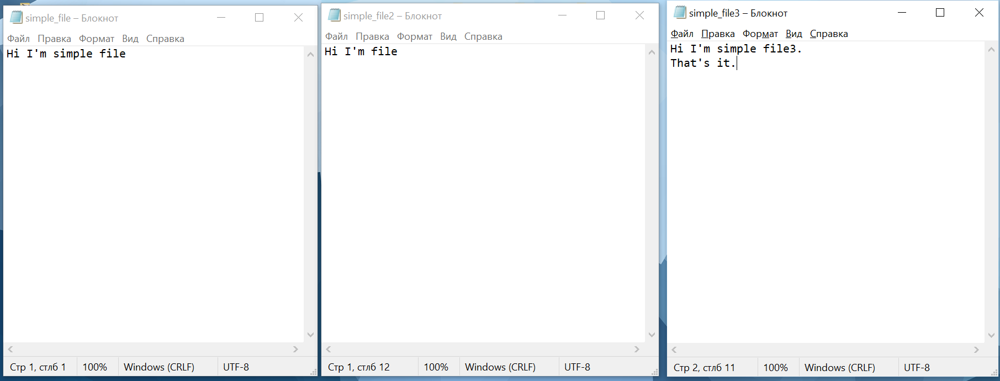 simple_file – Блокнот
Файл Правка Формат Вид Справка
Hi I'm simple file
Стр 1, стлб 1 100% Windows (CRLF) UTF-8
simple_file2 – Блокнот
Файл Правка Формат Вид Справка
Hi I'm file
Стр 1, стлб 12 100% Windows (CRLF) UTF-8
simple_file3 – Блокнот
Файл Правка Формат Вид Справка
Hi I'm simple file3.
That's it.
Стр 2, стлб 11 100% Windows (CRLF) UTF-8